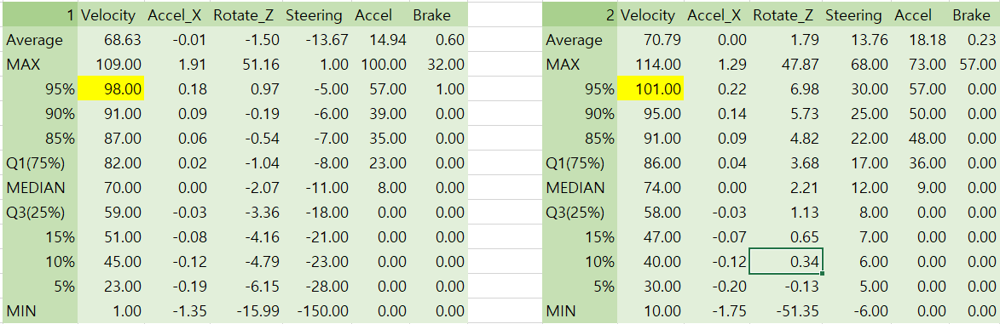 1 Velocity Accel_X Rotate_Z Steering Accel Brake
Average 68.63 -0.01 -1.50 -13.67 14.94 0.60
MAX 109.00 1.91 51.16 1.00 100.00 32.00
95% 98.00 0.18 0.97 -5.00 57.00 1.00
90% 91.00 0.09 -0.19 -6.00 39.00 0.00
85% 87.00 0.06 -0.54 -7.00 35.00 0.00
Q1(75%) 82.00 0.02 -1.04 -8.00 23.00 0.00
MEDIAN 70.00 0.00 -2.07 -11.00 8.00 0.00
Q3(25%) 59.00 -0.03 -3.36 -18.00 0.00 0.00
15% 51.00 -0.08 -4.16 -21.00 0.00 0.00
10% 45.00 -0.12 -4.79 -23.00 0.00 0.00
5% 23.00 -0.19 -6.15 -28.00 0.00 0.00
MIN 1.00 -1.35 -15.99 -150.00 0.00 0.00
2 Velocity Accel_X Rotate_Z Steering Accel Brake
Average 70.79 0.00 1.79 13.76 18.18 0.23
MAX 114.00 1.29 47.87 68.00 73.00 57.00
95% 101.00 0.22 6.98 30.00 57.00 0.00
90% 95.00 0.14 5.73 25.00 50.00 0.00
85% 91.00 0.09 4.82 22.00 48.00 0.00
Q1(75%) 86.00 0.04 3.68 17.00 36.00 0.00
MEDIAN 74.00 0.00 2.21 12.00 9.00 0.00
Q3(25%) 58.00 -0.03 1.13 8.00 0.00 0.00
15% 47.00 -0.07 0.65 7.00 0.00 0.00
10% 40.00 -0.12 0.34 6.00 0.00 0.00
5% 30.00 -0.20 -0.13 5.00 0.00 0.00
MIN 10.00 -1.75 -51.35 -6.00 0.00 0.00